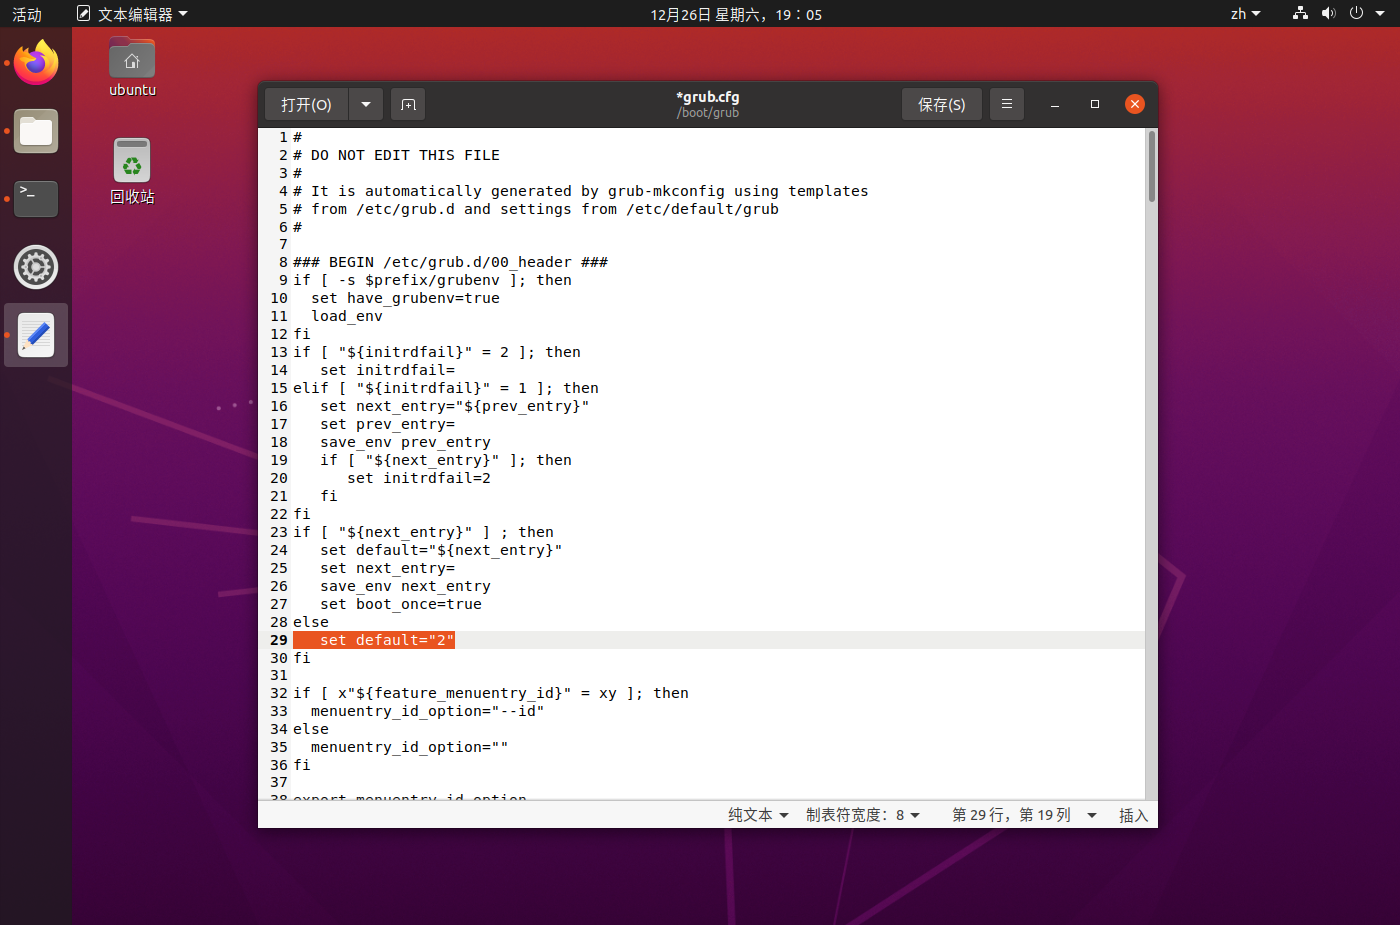 活动
文本编辑器
12月26日 星期六，19：05
zh
ubuntu
回收站
打开(O)
*grub.cfg
/boot/grub
保存(S)
1 #
2 # DO NOT EDIT THIS FILE
3 #
4 # It is automatically generated by grub-mkconfig using templates
5 # from /etc/grub.d and settings from /etc/default/grub
6 #
7
8 ### BEGIN /etc/grub.d/00_header ###
9 if [ -s $prefix/grubenv ]; then
10   set have_grubenv=true
11   load_env
12 fi
13 if [ "${initrdfail}" = 2 ]; then
14    set initrdfail=
15 elif [ "${initrdfail}" = 1 ]; then
16    set next_entry="${prev_entry}"
17    set prev_entry=
18    save_env prev_entry
19    if [ "${next_entry}" ]; then
20       set initrdfail=2
21    fi
22 fi
23 if [ "${next_entry}" ] ; then
24    set default="${next_entry}"
25    set next_entry=
26    save_env next_entry
27    set boot_once=true
28 else
29    set default="2"
30 fi
31
32 if [ x"${feature_menuentry_id}" = xy ]; then
33   menuentry_id_option="--id"
34 else
35   menuentry_id_option=""
36 fi
37
38 export menuentry_id_option
纯文本
制表符宽度：8
第 29 行，第 19 列
插入